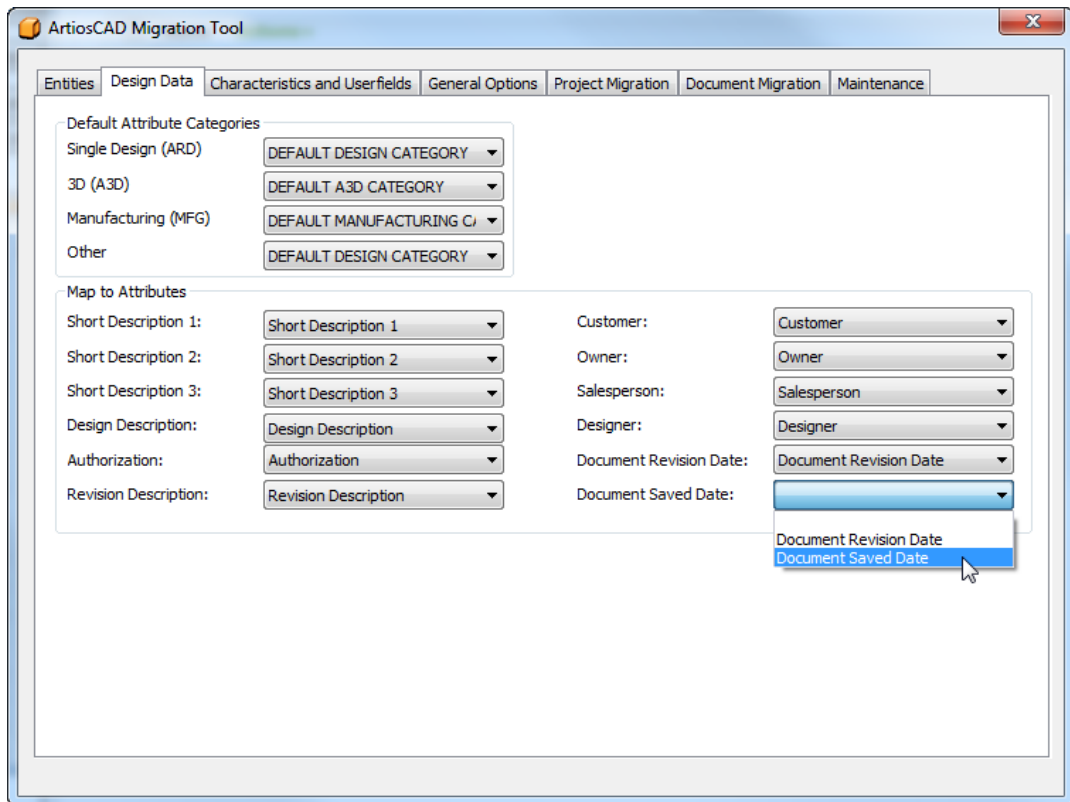 ArtiosCAD Migration Tool
Entities Design Data Characteristics and Userfields General Options Project Migration Document Migration Maintenance
Default Attribute Categories
Single Design (ARD) DEFAULT DESIGN CATEGORY
3D (A3D) DEFAULT A3D CATEGORY
Manufacturing (MFG) DEFAULT MANUFACTURING
Other DEFAULT DESIGN CATEGORY
Map to Attributes
Short Description 1: Short Description 1 Customer: Customer
Short Description 2: Short Description 2 Owner: Owner
Short Description 3: Short Description 3 Salesperson: Salesperson
Design Description: Design Description Designer: Designer
Authorization: Authorization Document Revision Date: Document Revision Date
Revision Description: Revision Description Document Saved Date:
Document Revision Date
Document Saved Date